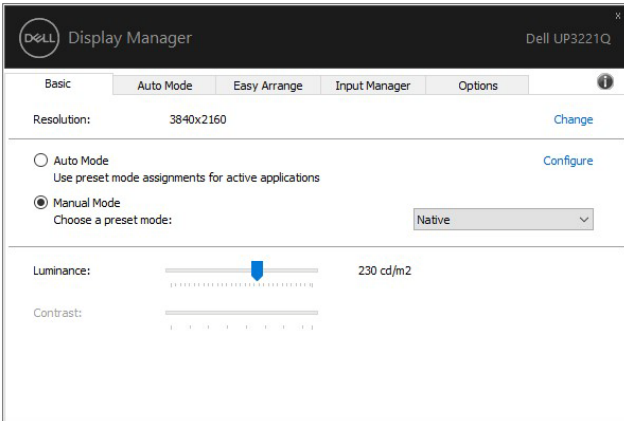 x
DELL Display Manager Dell UP3221Q
Basic Auto Mode Easy Arrange Input Manager Options i
Resolution: 3840x2160 Change
Auto Mode Configure
Use preset mode assignments for active applications
Manual Mode
Choose a preset mode: Native
Luminance: 230 cd/m2
Contrast: